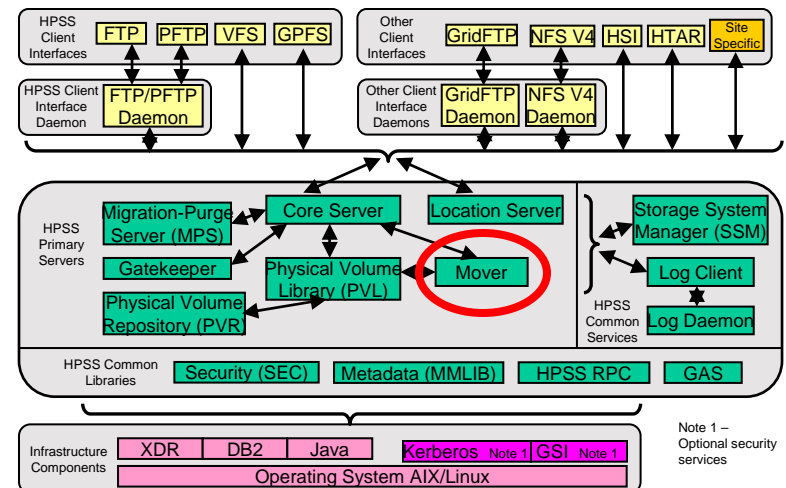 HPSS
Client
Interfaces
FTP
PFTP
VFS
GPFS
Other
Client
Interfaces
GridFTP
NFS V4
HSI
HTAR
Site
Specific
HPSS Client
Interface
Daemon
FTP/PFTP
Daemon
Other Client
Interface
Daemons
GridFTP
Daemon
NFS V4
Daemon
HPSS
Primary
Servers
Migration-Purge
Server (MPS)
Core Server
Location Server
Gatekeeper
Physical Volume
Library (PVL)
Mover
Physical Volume
Repository (PVR)
Storage System
Manager (SSM)
Log Client
HPSS
Common
Services
Log Daemon
HPSS Common
Libraries
Security (SEC)
Metadata (MMLIB)
HPSS RPC
GAS
Infrastructure
Components
XDR
DB2
Java
Kerberos Note 1
GSI Note 1
Operating System AIX/Linux
Note 1 –
Optional security
services